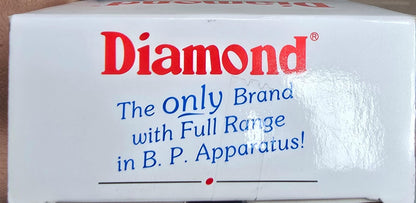 Diamond®
The only Brand
with Full Range
in B. P. Apparatus!